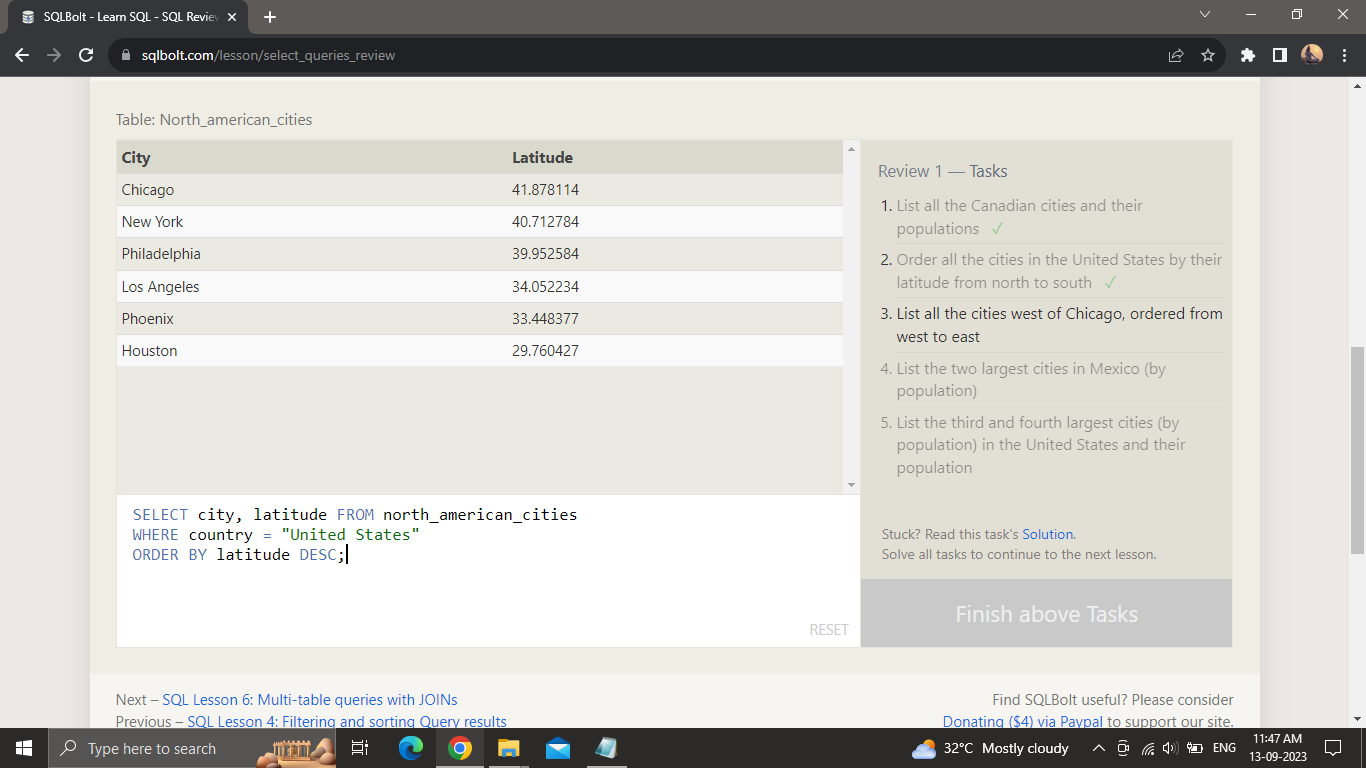 SQLBolt - Learn SQL - SQL Review
sqlbolt.com/lesson/select_queries_review
Table: North_american_cities
City Latitude
Chicago 41.878114
New York 40.712784
Philadelphia 39.952584
Los Angeles 34.052234
Phoenix 33.448377
Houston 29.760427
SELECT city, latitude FROM north_american_cities
WHERE country = "United States"
ORDER BY latitude DESC;
RESET
Review 1 — Tasks
1. List all the Canadian cities and their
populations ✓
2. Order all the cities in the United States by their
latitude from north to south ✓
3. List all the cities west of Chicago, ordered from
west to east
4. List the two largest cities in Mexico (by
population)
5. List the third and fourth largest cities (by
population) in the United States and their
population
Stuck? Read this task's Solution.
Solve all tasks to continue to the next lesson.
Finish above Tasks
Next – SQL Lesson 6: Multi-table queries with JOINs
Previous – SQL Lesson 4: Filtering and sorting Query results
Find SQLBolt useful? Please consider
Donating ($4) via Paypal to support our site.
Type here to search
32°C Mostly cloudy
ENG
11:47 AM
13-09-2023